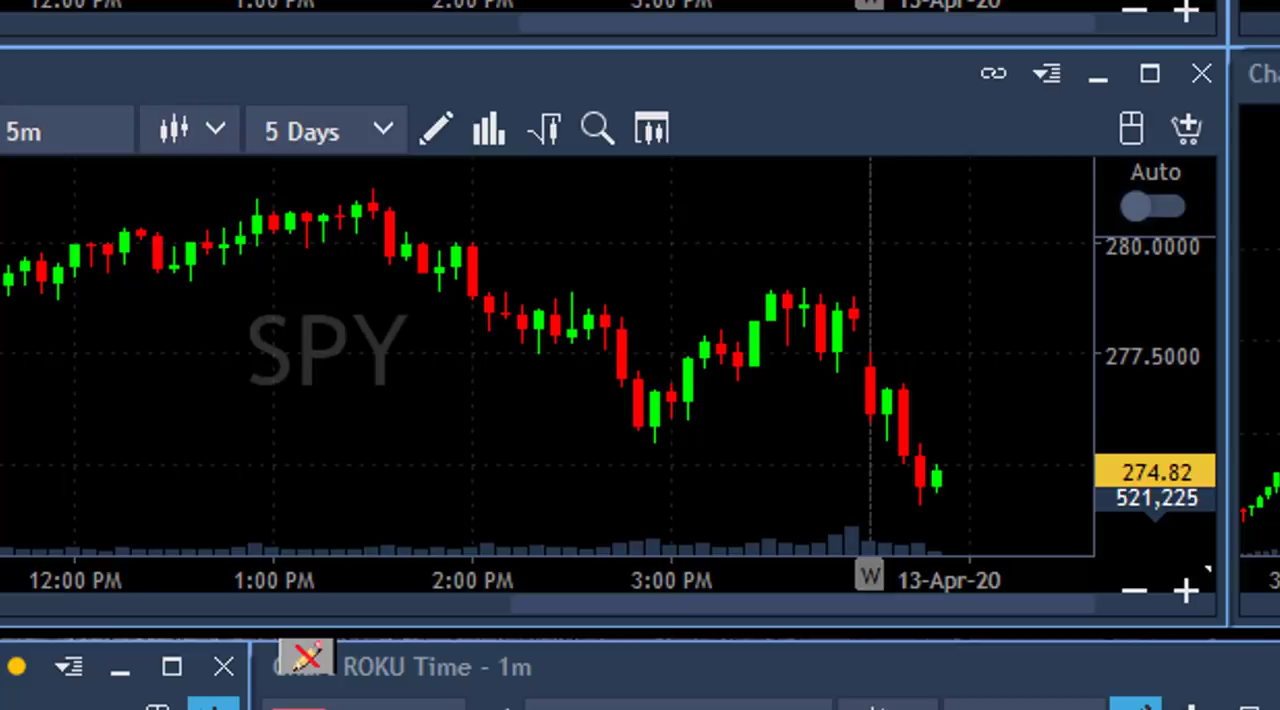 12:00 PM 1:00 PM 2:00 PM 3:00 PM W 13-Apr-20
5m 5 Days
Auto
280.0000
SPY
277.5000
274.82
521,225
12:00 PM 1:00 PM 2:00 PM 3:00 PM W 13-Apr-20
ROKU Time - 1m